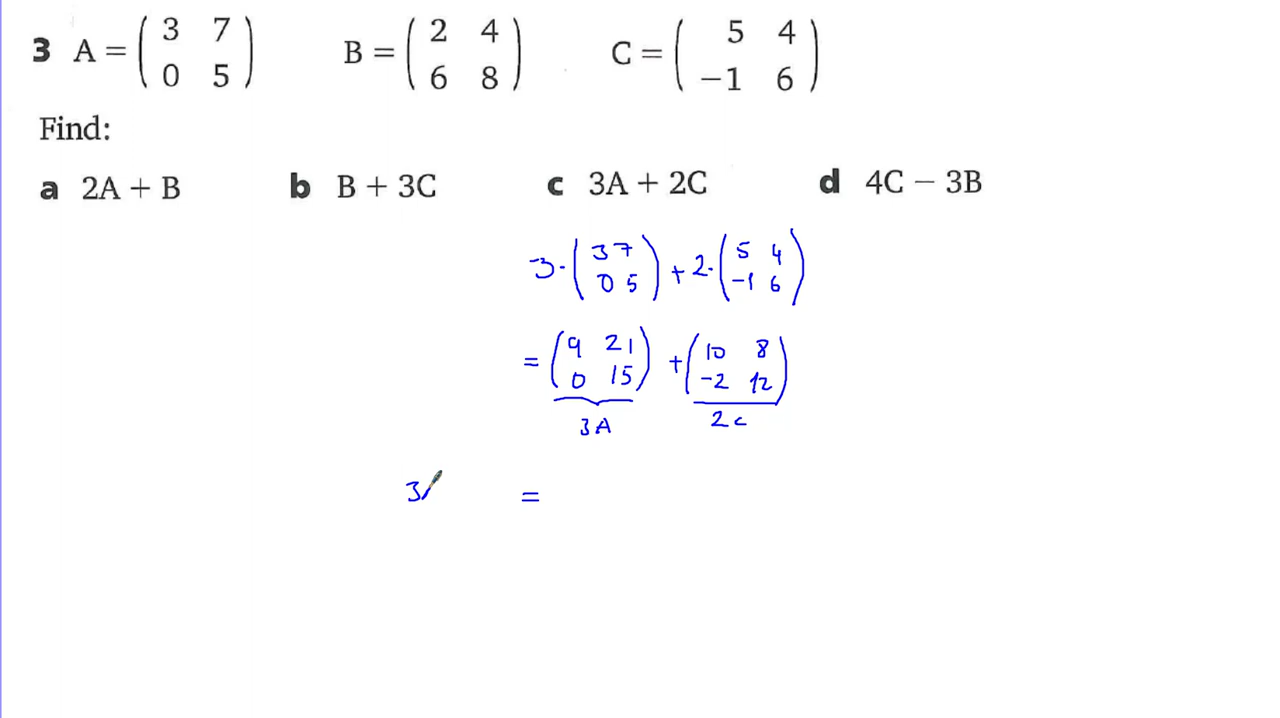 3 A = ( 3 7 B = ( 2 4 C = ( 5 4
0 5 ) 6 8 ) −1 6 )
Find:
a 2A + B b B + 3C c 3A + 2C d 4C − 3B
3· ( 3 7 + 2· ( 5 4
0 5 ) -1 6 )
= ( 9 21 + ( 10 8
0 15 ) -2 12 )
3A 2C
3 =